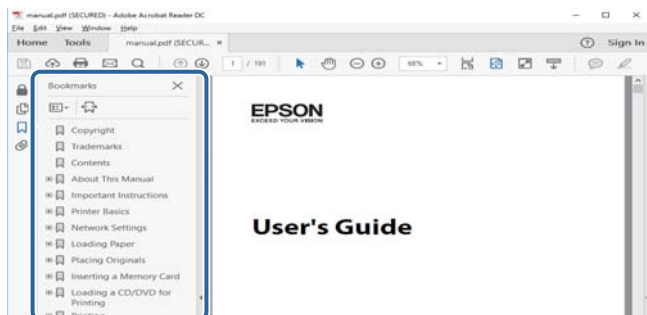 manual.pdf (SECURED) - Adobe Acrobat Reader DC
File Edit View Window Help
Home Tools manual.pdf (SECUR... × Sign In
1 / 191 68%
Bookmarks
Copyright
Trademarks
Contents
About This Manual
Important Instructions
Printer Basics
Network Settings
Loading Paper
Placing Originals
Inserting a Memory Card
Loading a CD/DVD for
Printing
Printing
EPSON
EXCEED YOUR VISION
User's Guide